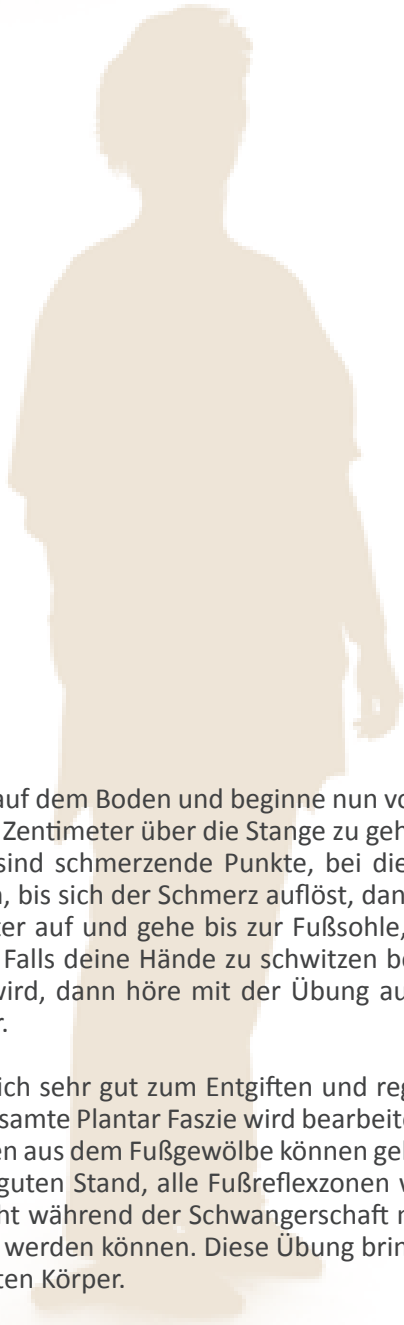 auf dem Boden und beginne nun vo
Zentimeter über die Stange zu geh
sind schmerzende Punkte, bei die
, bis sich der Schmerz auflöst, dan
er auf und gehe bis zur Fußsohle,
Falls deine Hände zu schwitzen be
wird, dann höre mit der Übung au
r.
ich sehr gut zum Entgiften und reg
samte Plantar Faszie wird bearbeite
en aus dem Fußgewölbe können gel
guten Stand, alle Fußreflexzonen v
ht während der Schwangerschaft n
werden können. Diese Übung brin
ten Körper.